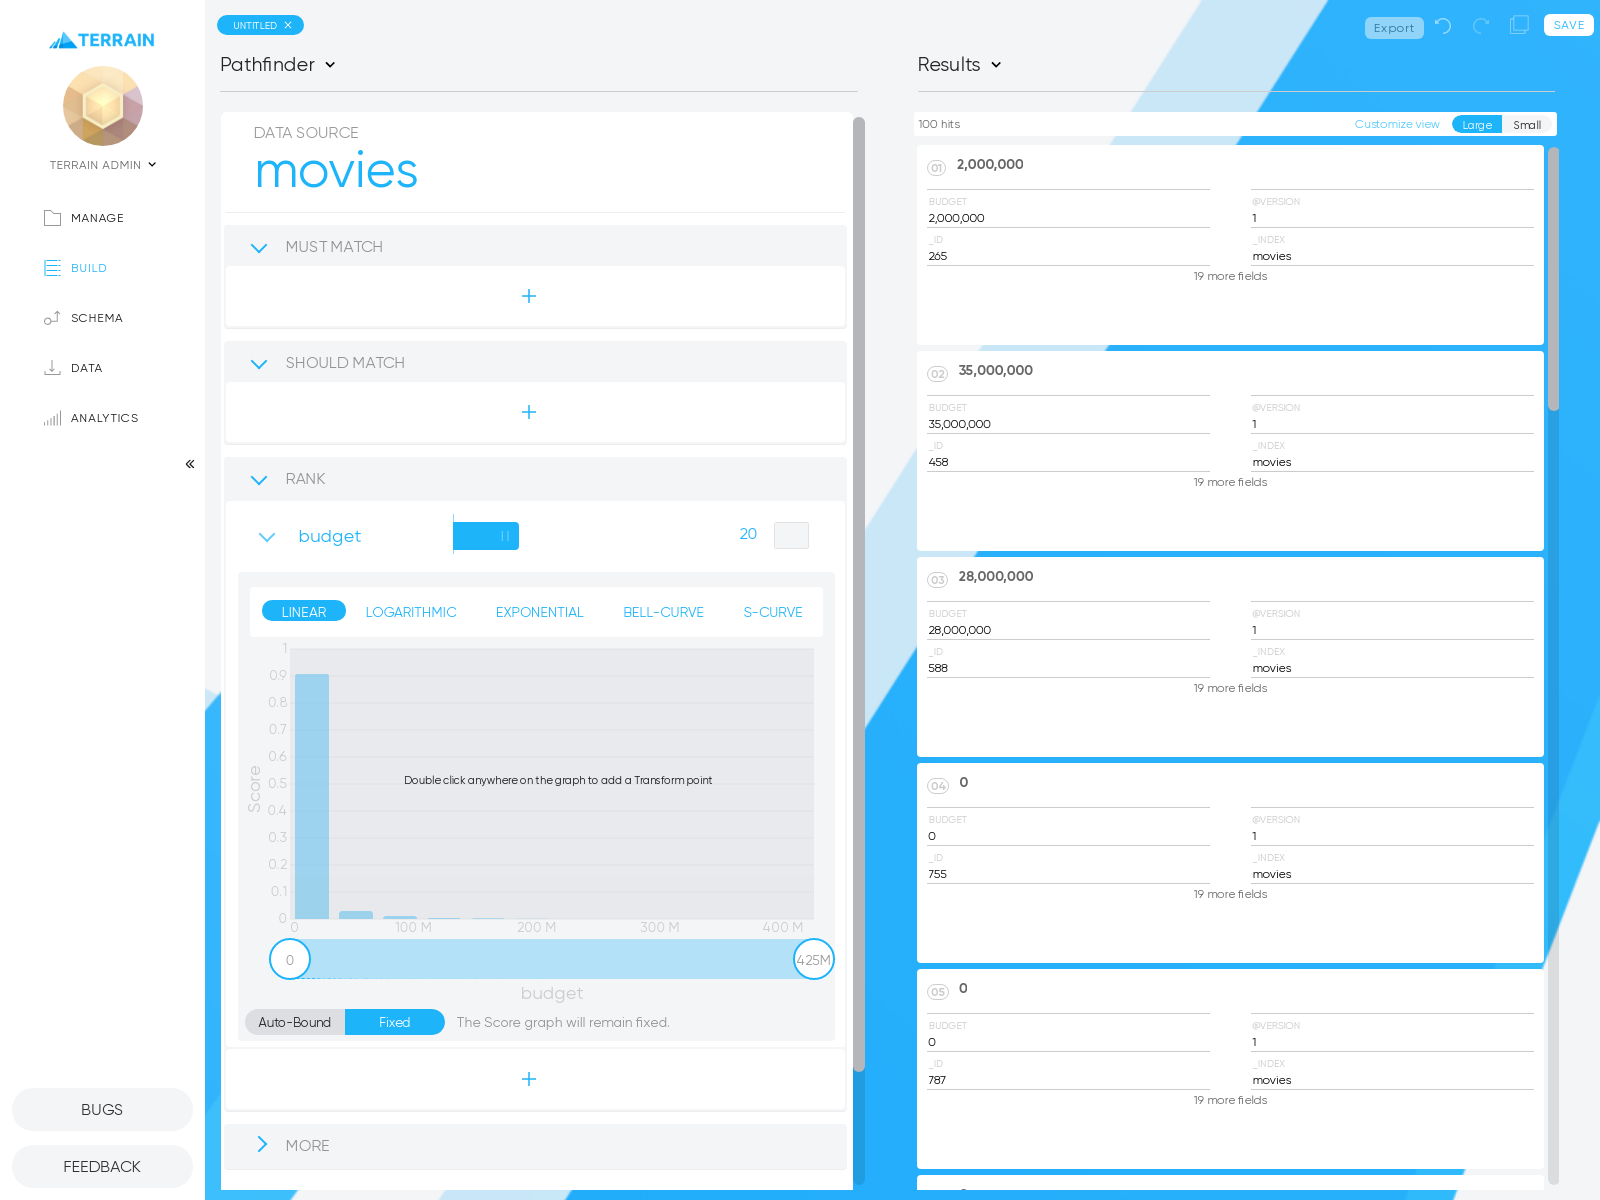 TERRAIN
TERRAIN ADMIN
MANAGE
BUILD
SCHEMA
DATA
ANALYTICS
BUGS
FEEDBACK
UNTITLED
Pathfinder
DATA SOURCE
movies
MUST MATCH
+
SHOULD MATCH
+
RANK
budget 20
LINEAR LOGARITHMIC EXPONENTIAL BELL-CURVE S-CURVE
1
0.9
0.8
0.7
0.6
0.5
0.4
0.3
0.2
0.1
0
Score
Double click anywhere on the graph to add a Transform point
0 100 M 200 M 300 M 400 M
0 425M
budget
Auto-Bound Fixed The Score graph will remain fixed.
+
MORE
Export SAVE
Results
100 hits Customize view Large Small
01 2,000,000
BUDGET @VERSION
2,000,000 1
_ID _INDEX
265 movies
19 more fields
02 35,000,000
BUDGET @VERSION
35,000,000 1
_ID _INDEX
458 movies
19 more fields
03 28,000,000
BUDGET @VERSION
28,000,000 1
_ID _INDEX
588 movies
19 more fields
04 0
BUDGET @VERSION
0 1
_ID _INDEX
755 movies
19 more fields
05 0
BUDGET @VERSION
0 1
_ID _INDEX
787 movies
19 more fields